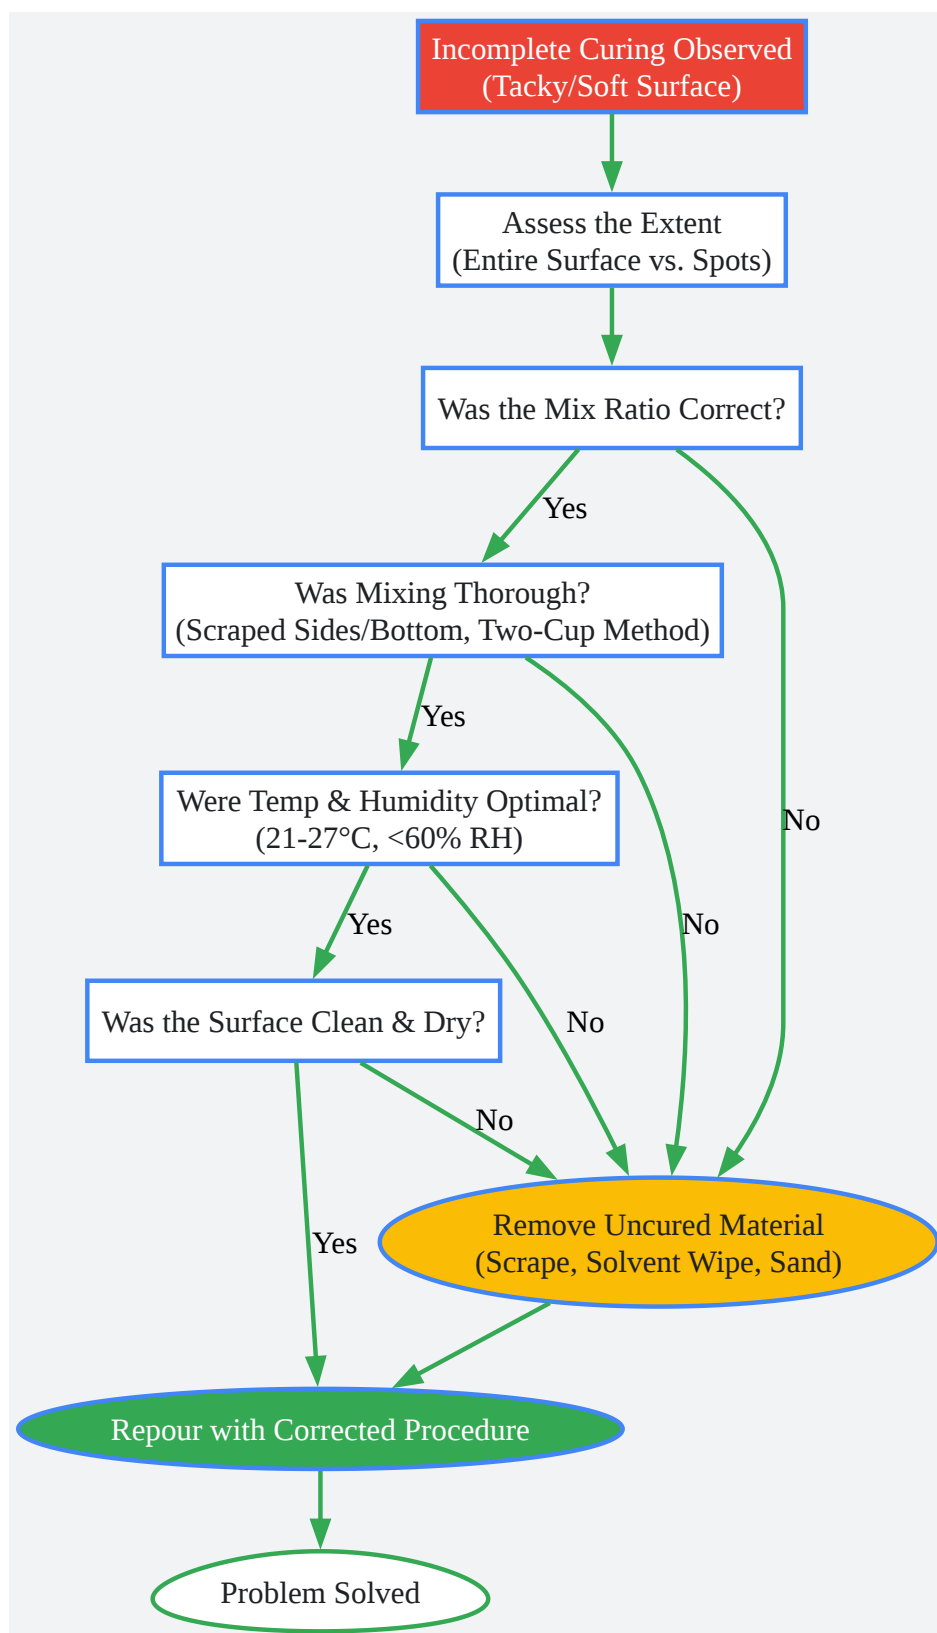 Incomplete Curing Observed
(Tacky/Soft Surface)
Assess the Extent
(Entire Surface vs. Spots)
Was the Mix Ratio Correct?
Yes
Was Mixing Thorough?
(Scraped Sides/Bottom, Two-Cup Method)
Yes
Were Temp & Humidity Optimal?
(21-27°C, <60% RH)
No
Yes
No
Was the Surface Clean & Dry?
No
No
Remove Uncured Material
(Scrape, Solvent Wipe, Sand)
Yes
Repour with Corrected Procedure
Problem Solved